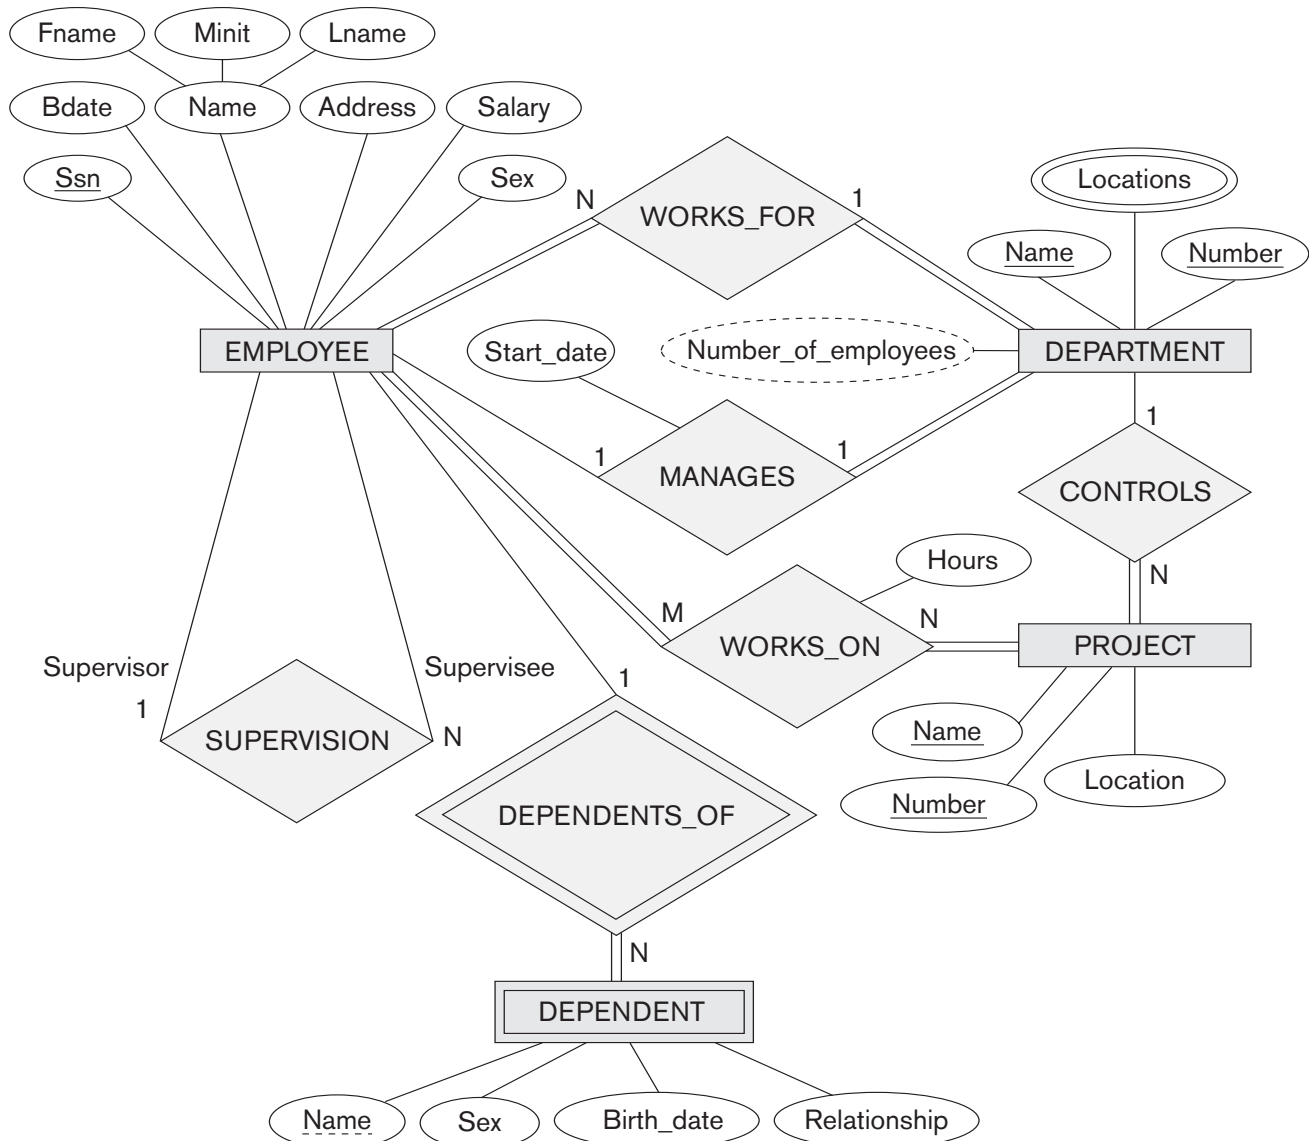 Fname
Minit
Lname
Bdate
Name
Address
Salary
Ssn
Sex
Locations
N
WORKS_FOR
1
Name
Number
EMPLOYEE
Start_date
Number_of_employees
DEPARTMENT
1
1
MANAGES
1
CONTROLS
Hours
N
M
N
WORKS_ON
PROJECT
Supervisor
Supervisee
1
1
N
SUPERVISION
Name
Location
Number
DEPENDENTS_OF
N
DEPENDENT
Name
Sex
Birth_date
Relationship